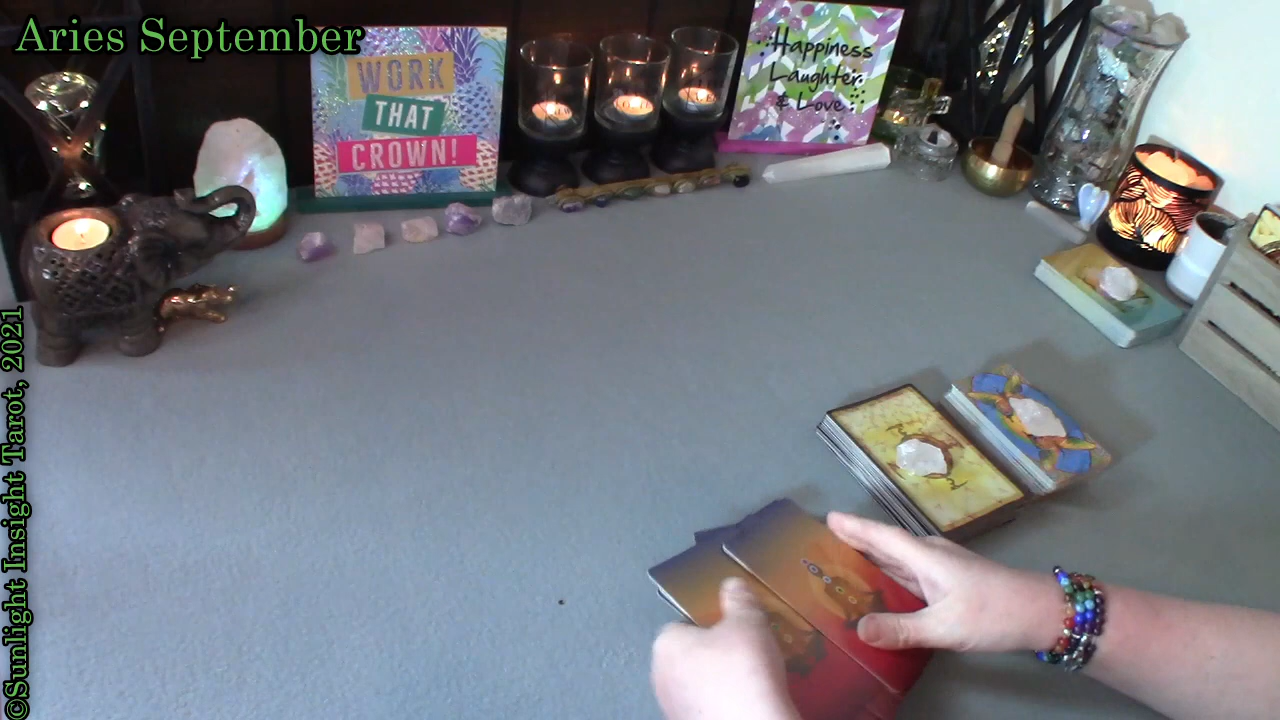 Aries September
WORK
THAT
CROWN!
Happiness
Laughter
& Love
©Sunlight Insight Tarot, 2021